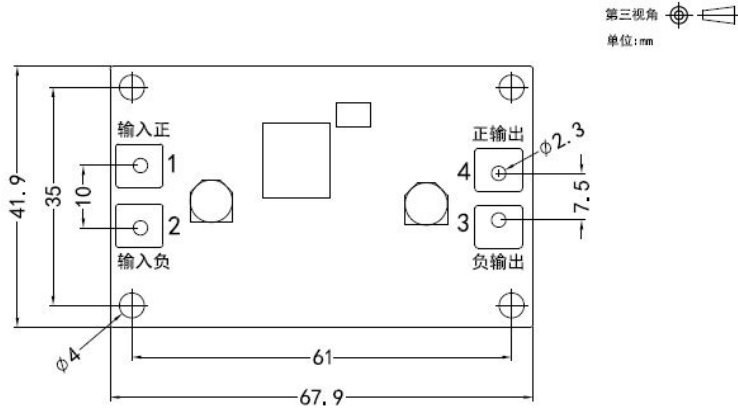 第三视角
单位:mm
输入正
正输出
φ2.3
1
4
41.9
35
10
7.5
2
3
输入负
负输出
φ4
61
67.9